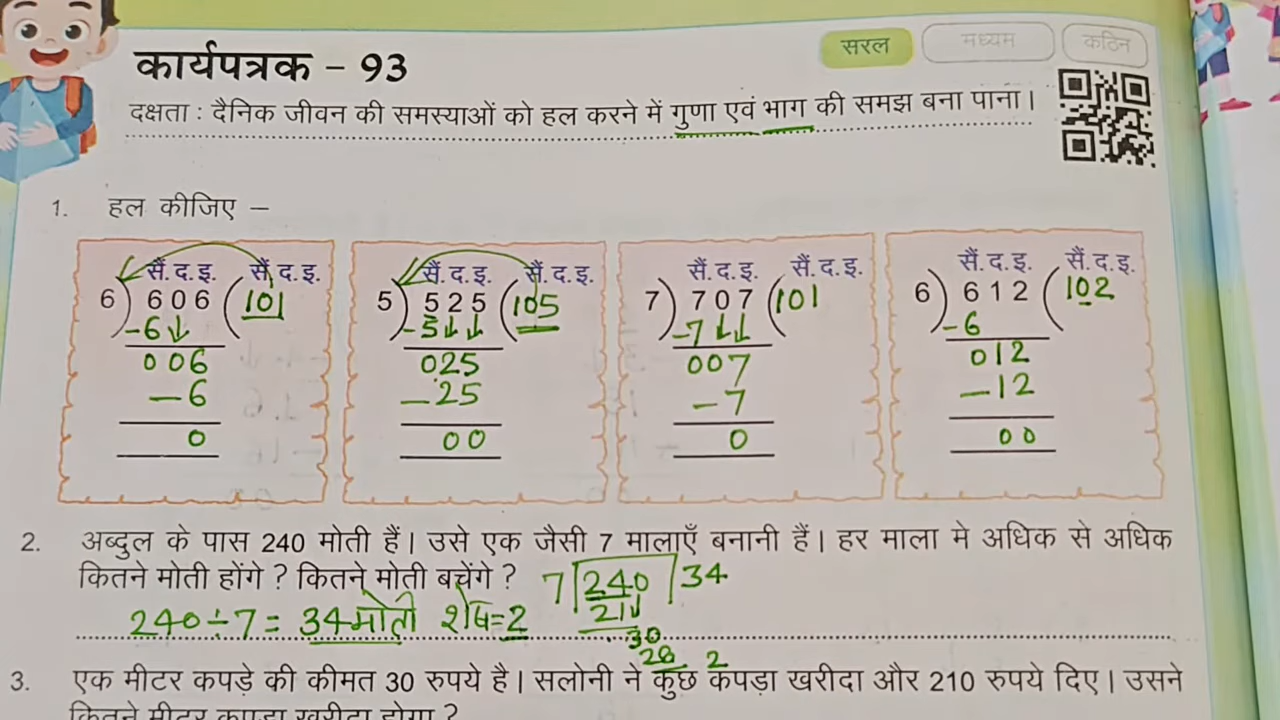 सरल मध्यम कठिन
कार्यपत्रक – 93
दक्षता : दैनिक जीवन की समस्याओं को हल करने में गुणा एवं भाग की समझ बना पाना।
1. हल कीजिए –
सैं. द. इ. सैं. द. इ.
6 ) 606 ( 101
-6
006
-6
0
सैं. द. इ. सैं. द. इ.
5 ) 525 ( 105
-5
025
-25
00
सैं. द. इ. सैं. द. इ.
7 ) 707 ( 101
-7
007
-7
0
सैं. द. इ. सैं. द. इ.
6 ) 612 ( 102
-6
012
-12
00
2. अब्दुल के पास 240 मोती हैं। उसे एक जैसी 7 मालाएँ बनानी हैं। हर माला मे अधिक से अधिक
कितने मोती होंगे ? कितने मोती बचेंगे ?
7 240 34
21
30
28
2
240÷7 = 34 मोती शेष = 2
3. एक मीटर कपड़े की कीमत 30 रुपये है। सलोनी ने कुछ कपड़ा खरीदा और 210 रुपये दिए। उसने
कितने मीटर कपड़ा खरीदा होगा ?